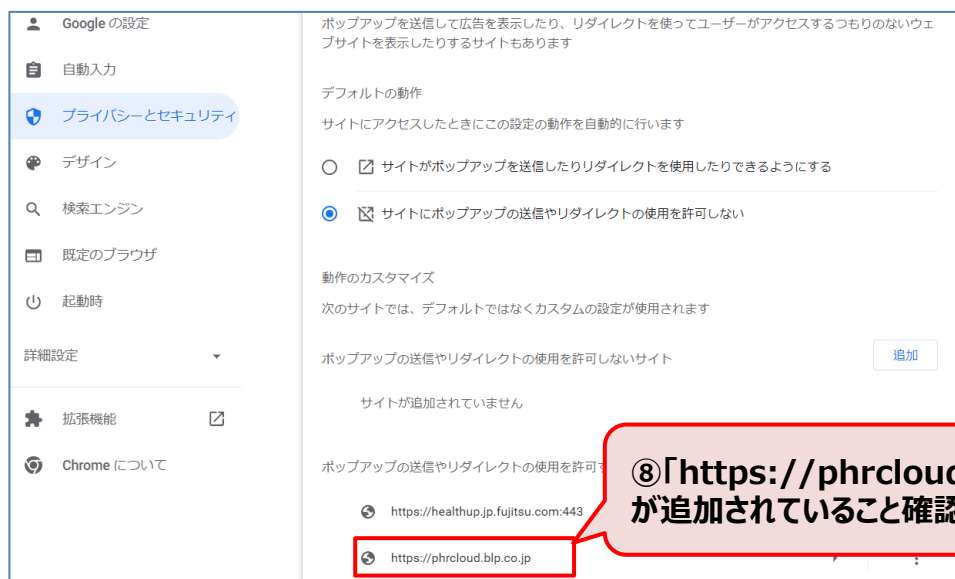 Google の設定
自動入力
プライバシーとセキュリティ
デザイン
検索エンジン
既定のブラウザ
起動時
詳細設定
拡張機能
Chrome について
ポップアップを送信して広告を表示したり、リダイレクトを使ってユーザーがアクセスするつもりのないウェ
ブサイトを表示したりするサイトもあります
デフォルトの動作
サイトにアクセスしたときにこの設定の動作を自動的に行います
サイトがポップアップを送信したりリダイレクトを使用したりできるようにする
サイトにポップアップの送信やリダイレクトの使用を許可しない
動作のカスタマイズ
次のサイトでは、デフォルトではなくカスタムの設定が使用されます
ポップアップの送信やリダイレクトの使用を許可しないサイト
追加
サイトが追加されていません
ポップアップの送信やリダイレクトの使用を許可
⑧「https://phrcloud
が追加されていること確認
https://healthup.jp.fujitsu.com:443
https://phrcloud.blp.co.jp